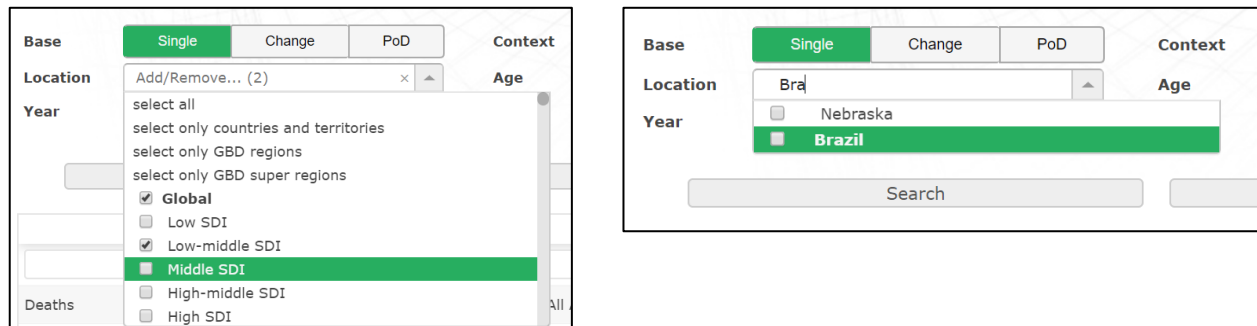 Base Single Change PoD Context
Location Add/Remove... (2) × Age
Year
select all
select only countries and territories
select only GBD regions
select only GBD super regions
Global
Low SDI
Low-middle SDI
Middle SDI
High-middle SDI
Deaths All
High SDI
Base Single Change PoD Context
Location Bra Age
Year
Nebraska
Brazil
Search